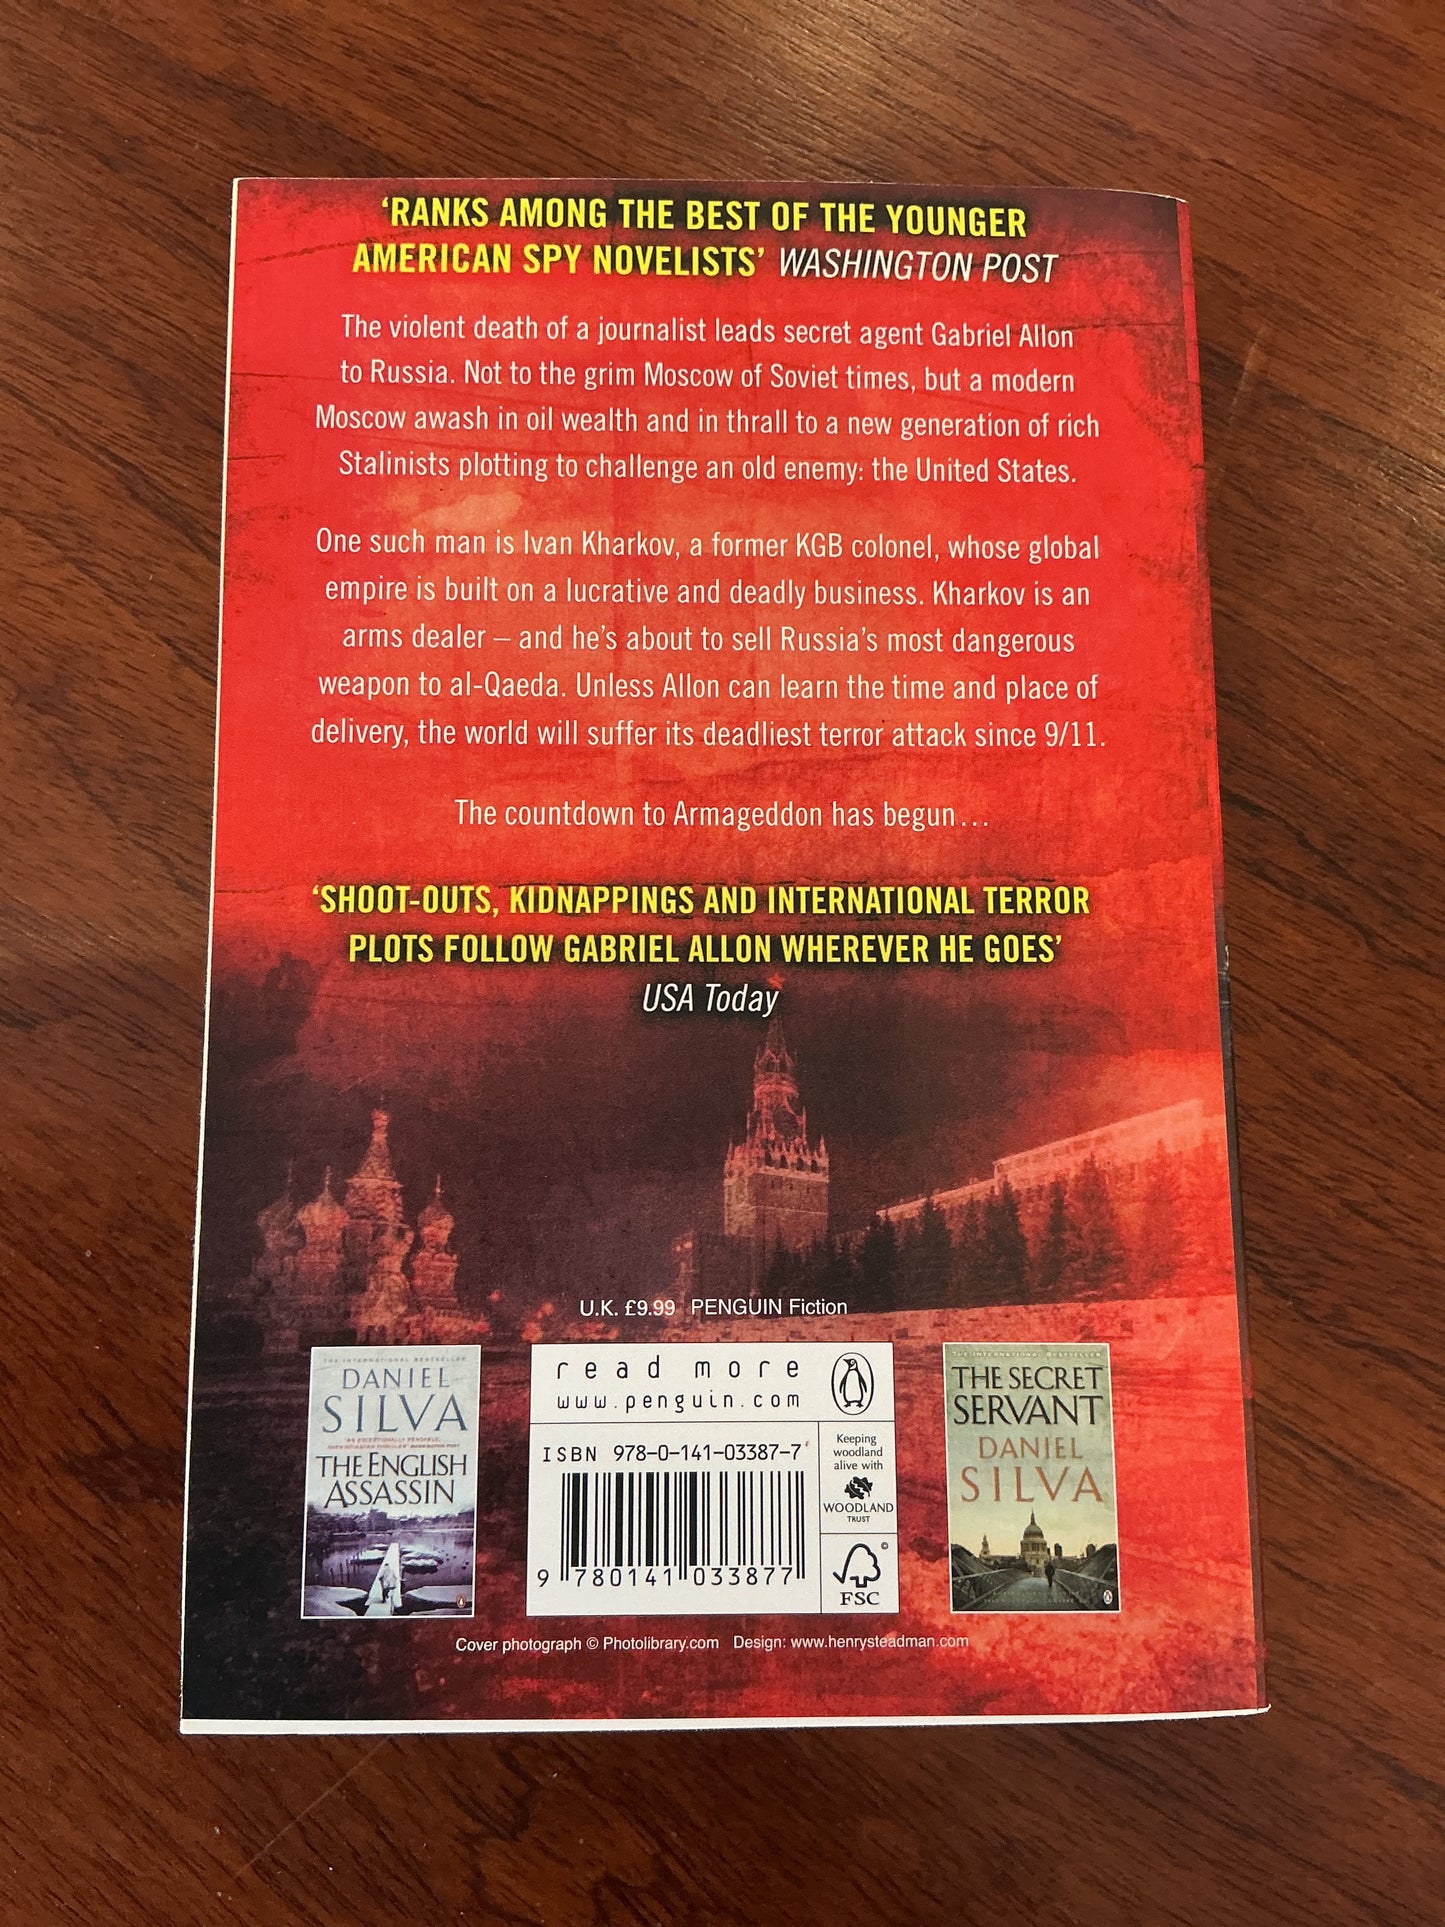 ‘RANKS AMONG THE BEST OF THE YOUNGER
AMERICAN SPY NOVELISTS’ WASHINGTON POST
The violent death of a journalist leads secret agent Gabriel Allon
to Russia. Not to the grim Moscow of Soviet times, but a modern
Moscow awash in oil wealth and in thrall to a new generation of rich
Stalinists plotting to challenge an old enemy: the United States.
One such man is Ivan Kharkov, a former KGB colonel, whose global
empire is built on a lucrative and deadly business. Kharkov is an
arms dealer – and he’s about to sell Russia’s most dangerous
weapon to al-Qaeda. Unless Allon can learn the time and place of
delivery, the world will suffer its deadliest terror attack since 9/11.
The countdown to Armageddon has begun...
‘SHOOT-OUTS, KIDNAPPINGS AND INTERNATIONAL TERROR
PLOTS FOLLOW GABRIEL ALLON WHEREVER HE GOES’
USA Today
U.K. £9.99 PENGUIN Fiction
THE INTERNATIONAL BESTSELLER
DANIEL
SILVA
THE ENGLISH
ASSASSIN
read more
www.penguin.com
ISBN 978-0-141-03387-7
9 780141 033877
Keeping
woodland
alive with
WOODLAND
TRUST
©
FSC
THE INTERNATIONAL BESTSELLER
THE SECRET
SERVANT
DANIEL
SILVA
Cover photograph © Photolibrary.com Design: www.henrysteadman.com